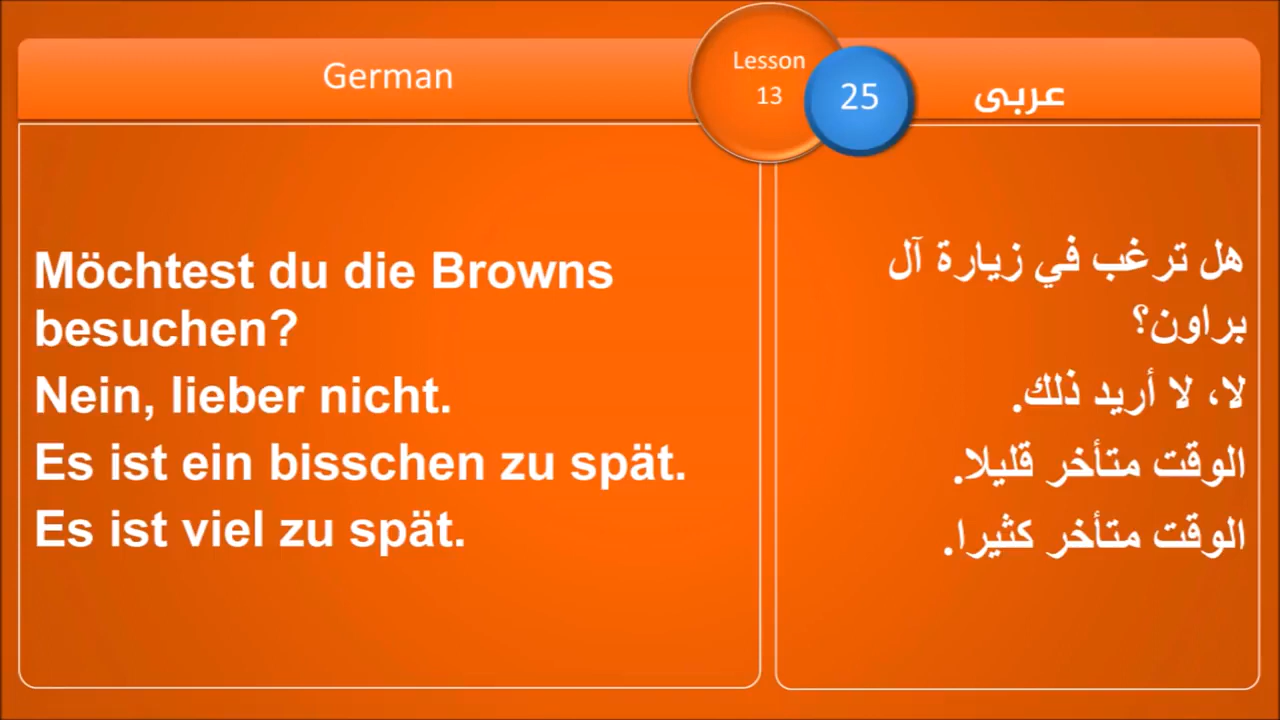 German
Lesson
13
25
عربى
Möchtest du die Browns
besuchen?
Nein, lieber nicht.
Es ist ein bisschen zu spät.
Es ist viel zu spät.
هل ترغب في زيارة آل
براون؟
لا، لا أريد ذلك.
الوقت متأخر قليلا.
الوقت متأخر كثيرا.